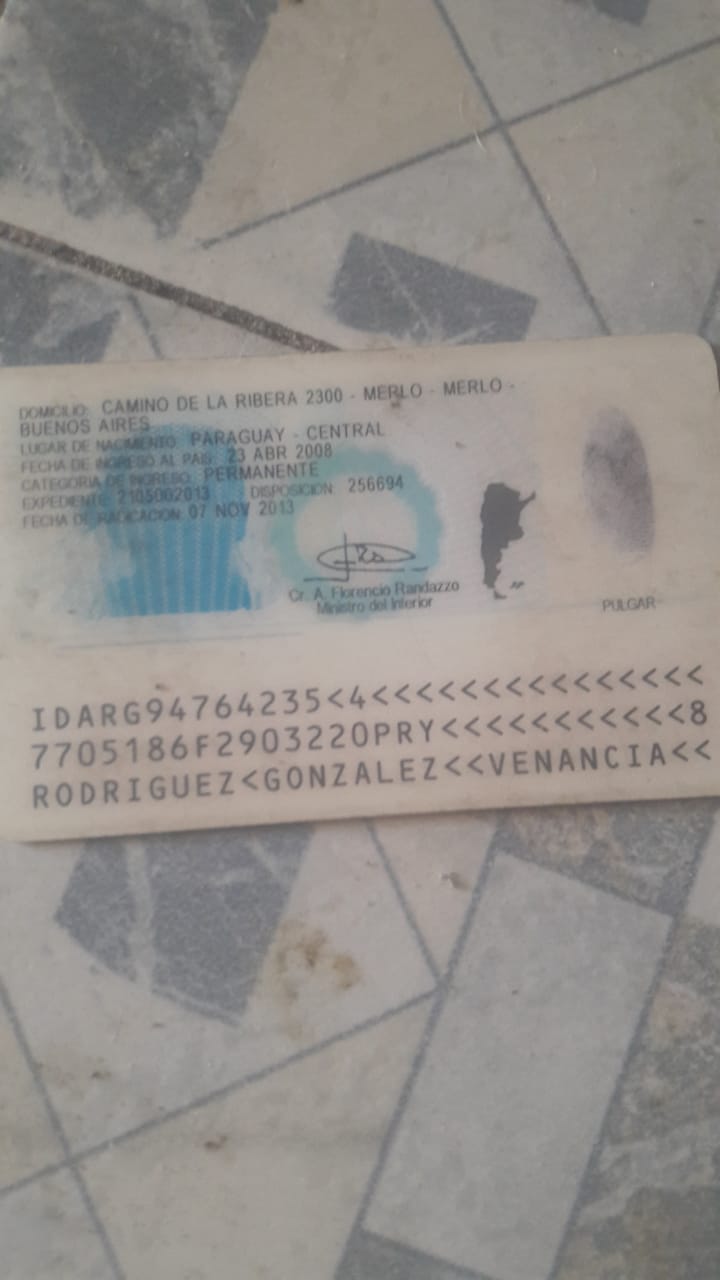 DOMICILIO: CAMINO DE LA RIBERA 2300 - MERLO - MERLO -
BUENOS AIRES
LUGAR DE NACIMIENTO: PARAGUAY - CENTRAL
FECHA DE INGRESO AL PAIS: 23 ABR 2008
CATEGORIA DE INGRESO: PERMANENTE
EXPEDIENTE: 2105002013 DISPOSICION: 256694
FECHA DE RADICACION: 07 NOV 2013
Cr. A. Florencio Randazzo
Ministro del Interior
PULGAR
IDARG94764235<4<<<<<<<<<<<<<<<
7705186F2903220PRY<<<<<<<<<<<8
RODRIGUEZ<GONZALEZ<<VENANCIA<<